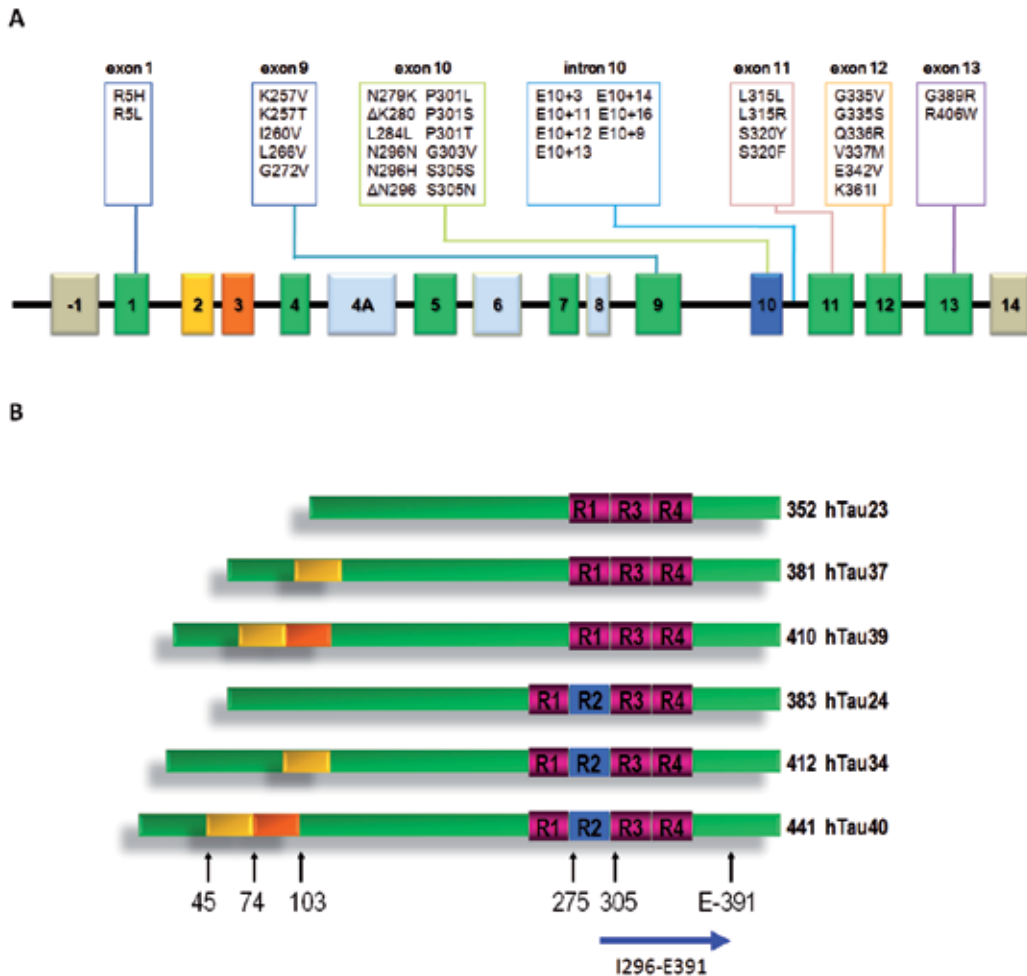 A
exon 1
R5H
R5L
exon 9
K257V
K257T
I260V
L266V
G272V
exon 10
N279K P301L
ΔK280 P301S
L284L P301T
N296N G303V
N296H S305S
ΔN296 S305N
intron 10
E10+3 E10+14
E10+11 E10+16
E10+12 E10+9
E10+13
exon 11
L315L
L315R
S320Y
S320F
exon 12
G335V
G335S
Q336R
V337M
E342V
K361I
exon 13
G389R
R406W
-1 1 2 3 4 4A 5 6 7 8 9 10 11 12 13 14
B
R1 R3 R4 352 hTau23
R1 R3 R4 381 hTau37
R1 R3 R4 410 hTau39
R1 R2 R3 R4 383 hTau24
R1 R2 R3 R4 412 hTau34
R1 R2 R3 R4 441 hTau40
45 74 103 275 305 E-391
I296-E391